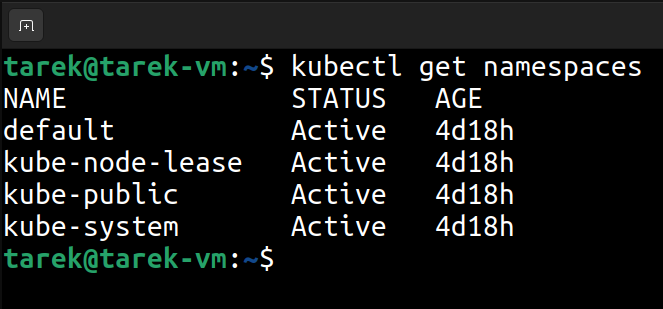 tarek@tarek-vm:~$ kubectl get namespaces
NAME              STATUS   AGE
default           Active   4d18h
kube-node-lease   Active   4d18h
kube-public       Active   4d18h
kube-system       Active   4d18h
tarek@tarek-vm:~$